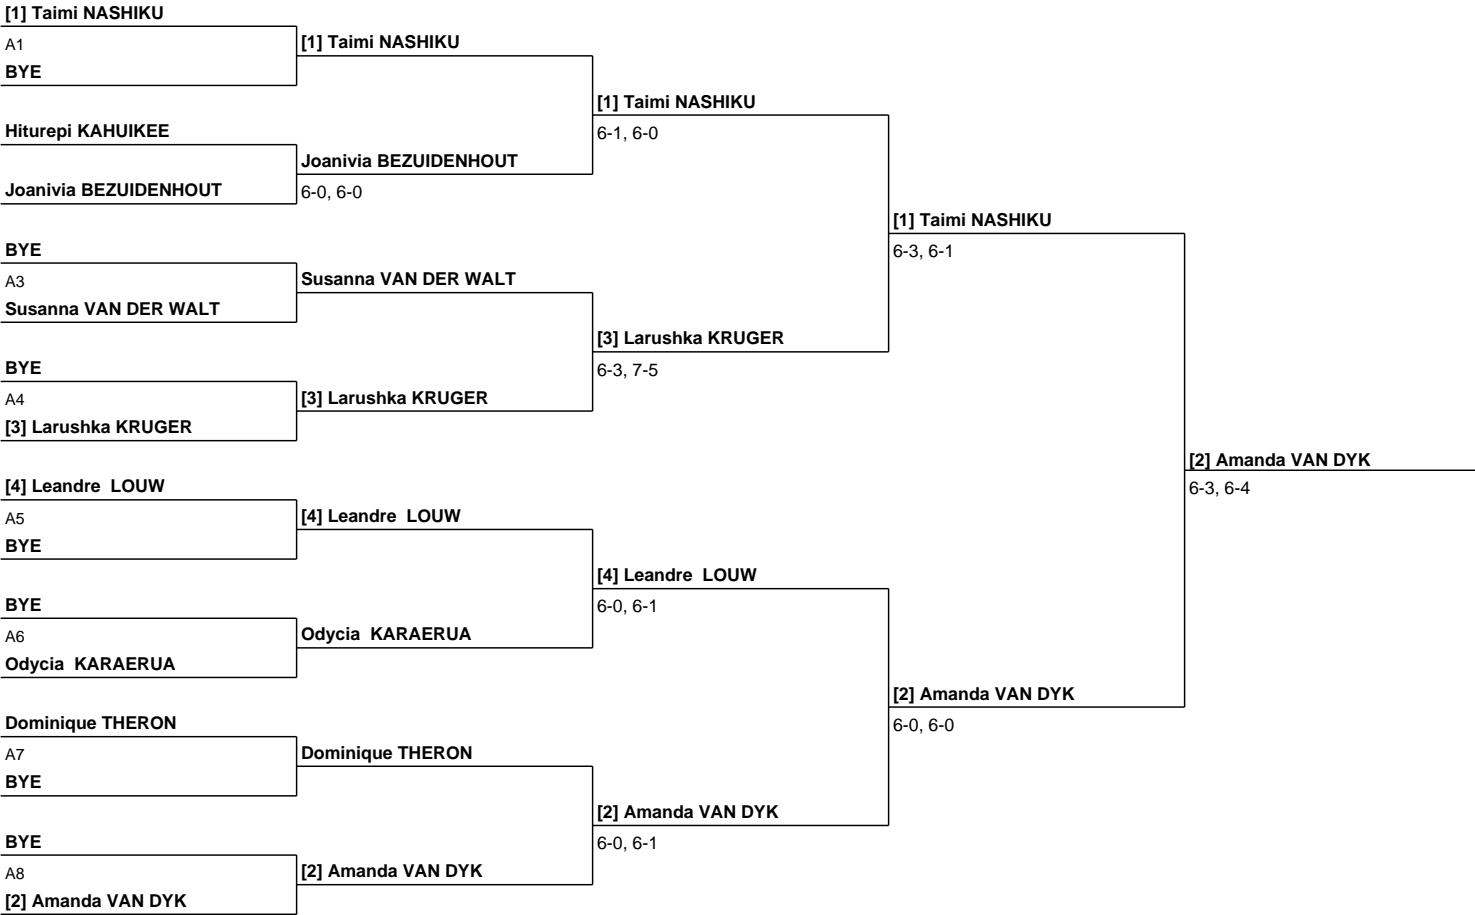 [1] Taimi NASHIKU
A1
BYE
Hiturepi KAHUIKEE
Joanivia BEZUIDENHOUT
BYE
A3
Susanna VAN DER WALT
BYE
A4
[3] Larushka KRUGER
[4] Leandre  LOUW
A5
BYE
BYE
A6
Odycia  KARAERUA
Dominique THERON
A7
BYE
BYE
A8
[2] Amanda VAN DYK
[1] Taimi NASHIKU
Joanivia BEZUIDENHOUT
6-0, 6-0
Susanna VAN DER WALT
[3] Larushka KRUGER
[4] Leandre  LOUW
Odycia  KARAERUA
Dominique THERON
[2] Amanda VAN DYK
[1] Taimi NASHIKU
6-1, 6-0
[3] Larushka KRUGER
6-3, 7-5
[4] Leandre  LOUW
6-0, 6-1
[2] Amanda VAN DYK
6-0, 6-1
[1] Taimi NASHIKU
6-3, 6-1
[2] Amanda VAN DYK
6-0, 6-0
[2] Amanda VAN DYK
6-3, 6-4